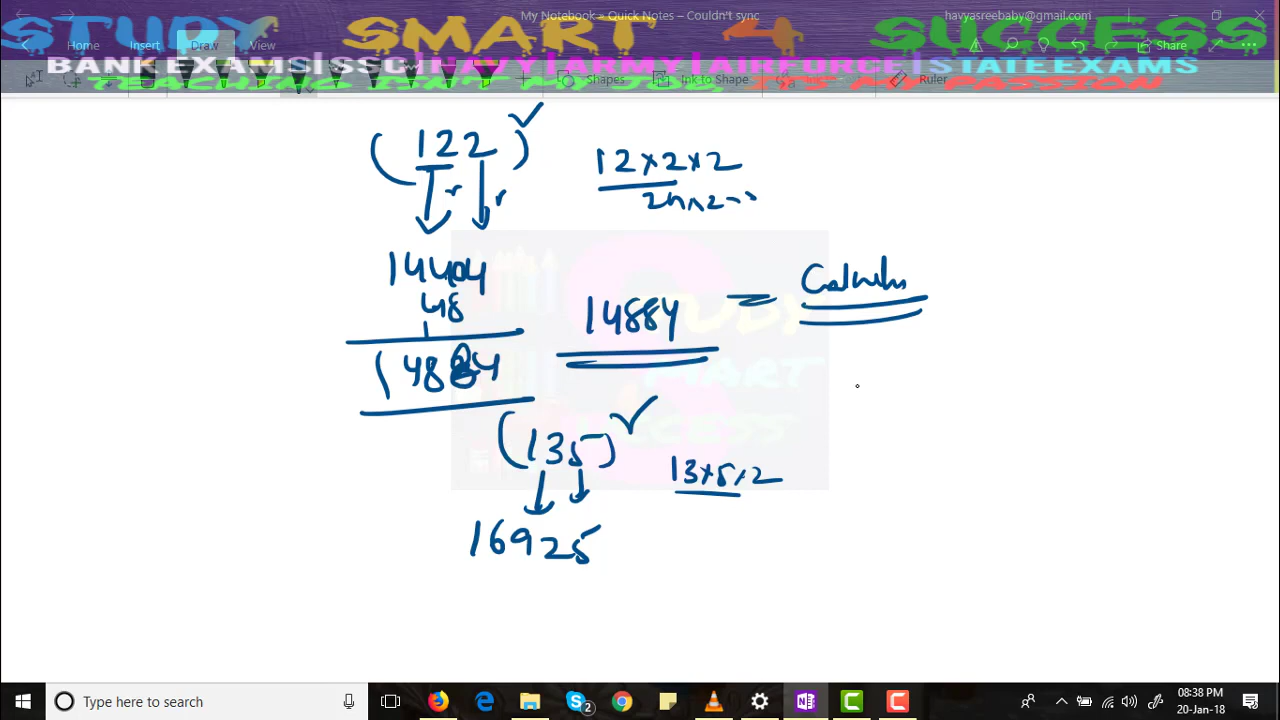 My Notebook » Quick Notes – Couldn't sync
havyasreebaby@gmail.com
STUDY SMART 4 SUCCESS
Home Insert Draw View
Share
BANK EXAMS|SSC|NAVY|ARMY|AIRFORCE|STATE EXAMS
TEACHING ISN'T MY JOB, IT'S MY PASSION
Shapes Ink to Shape Ruler
(122)
12×2×2
14404
48
14884
14884 =
(135)
13×5×2
16925
Type here to search
2
08:38 PM
20-Jan-18